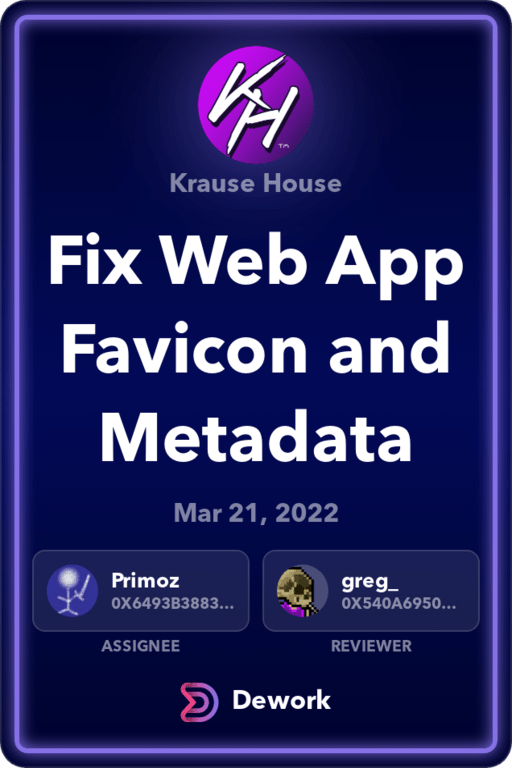 KH
TM
Krause House
Fix Web App
Favicon and
Metadata
Mar 21, 2022
Primoz
0X6493B3883...
greg_
0X540A6950...
ASSIGNEE
REVIEWER
Dework